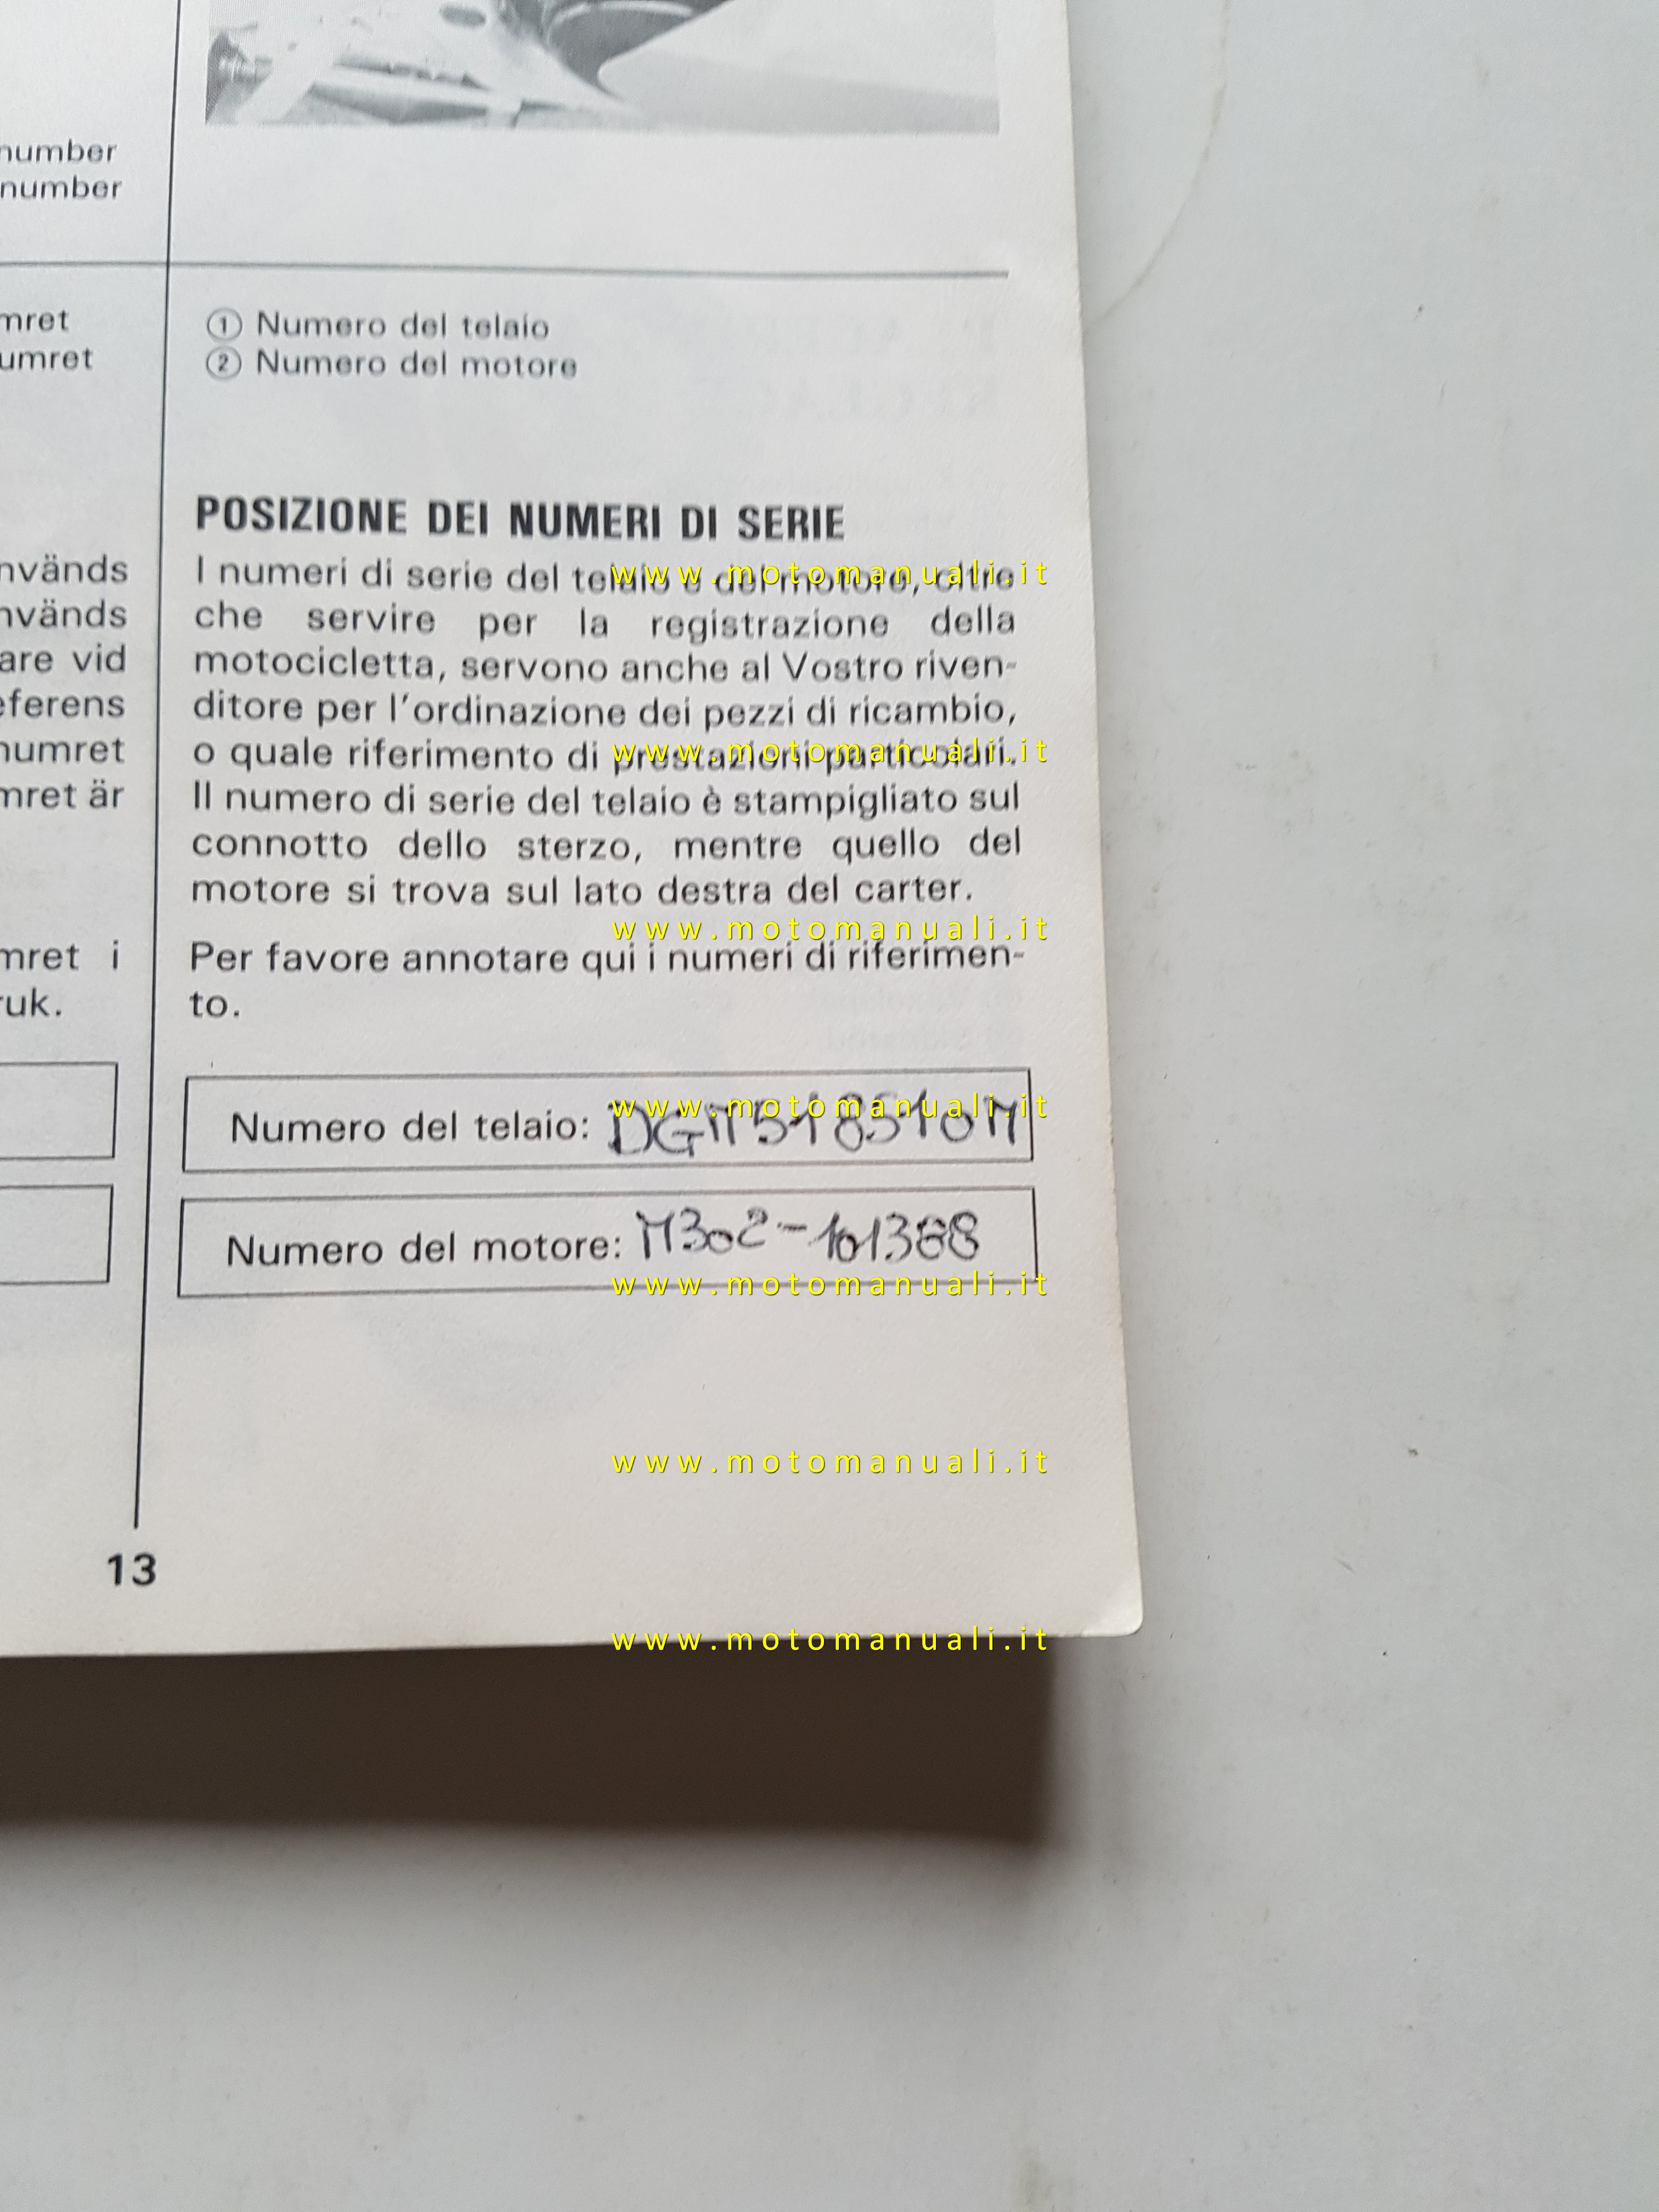 number
number
mret
umret
① Numero del telaio
② Numero del motore
nvänds
nvänds
are vid
eferens
numret
mret är
mret i
ruk.
POSIZIONE DEI NUMERI DI SERIE
I numeri di serie del telaio e del motore, oltre
che servire per la registrazione della
motocicletta, servono anche al Vostro riven-
ditore per l'ordinazione dei pezzi di ricambio,
o quale riferimento di prestazioni particolari.
Il numero di serie del telaio è stampigliato sul
connotto dello sterzo, mentre quello del
motore si trova sul lato destra del carter.
Per favore annotare qui i numeri di riferimen-
to.
Numero del telaio:
Numero del motore: M302-101388
13
www.motomanuali.it
www.motomanuali.it
www.motomanuali.it
www.motomanuali.it
www.motomanuali.it
www.motomanuali.it
www.motomanuali.it